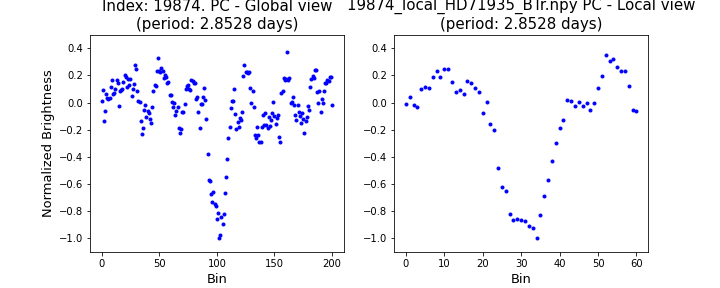 Index: 19874. PC - Global view
(period: 2.8528 days)
19874_local_HD71935_BTr.npy PC - Local view
(period: 2.8528 days)
Normalized Brightness
0.4
0.2
0.0
−0.2
−0.4
−0.6
−0.8
−1.0
0 50 100 150 200
Bin
0.4
0.2
0.0
−0.2
−0.4
−0.6
−0.8
−1.0
0 10 20 30 40 50 60
Bin